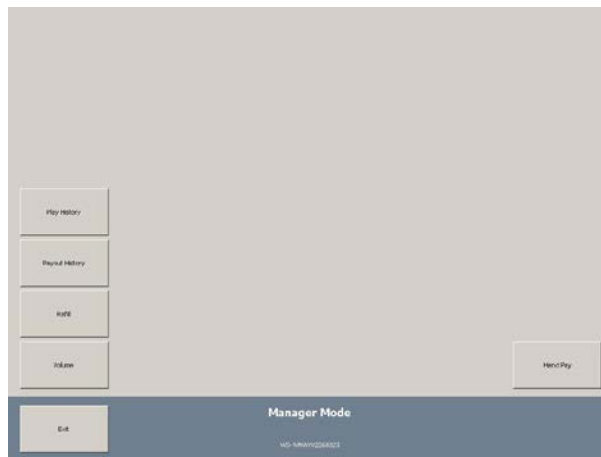 Play History
Payout History
Refill
Volume
Hand Pay
Exit
Manager Mode